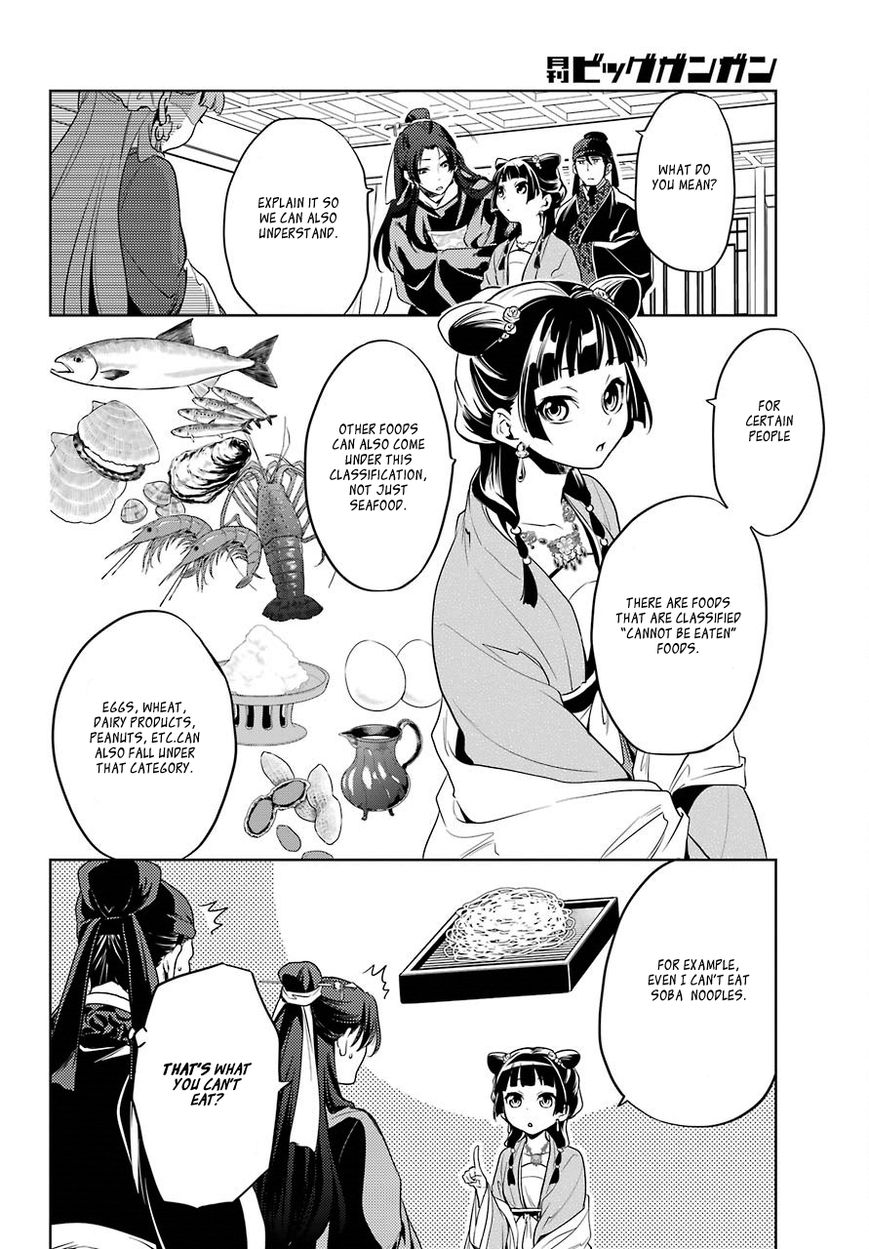 月刊ビッグガンガン
WHAT DO
YOU MEAN?
EXPLAIN IT SO
WE CAN ALSO
UNDERSTAND.
FOR
CERTAIN
PEOPLE
THERE ARE FOODS
THAT ARE CLASSIFIED
"CANNOT BE EATEN"
FOODS.
OTHER FOODS
CAN ALSO COME
UNDER THIS
CLASSIFICATION,
NOT JUST
SEAFOOD.
EGGS, WHEAT,
DAIRY PRODUCTS,
PEANUTS, ETC.CAN
ALSO FALL UNDER
THAT CATEGORY.
FOR EXAMPLE,
EVEN I CAN'T EAT
SOBA NOODLES.
THAT'S WHAT
YOU CAN'T
EAT?